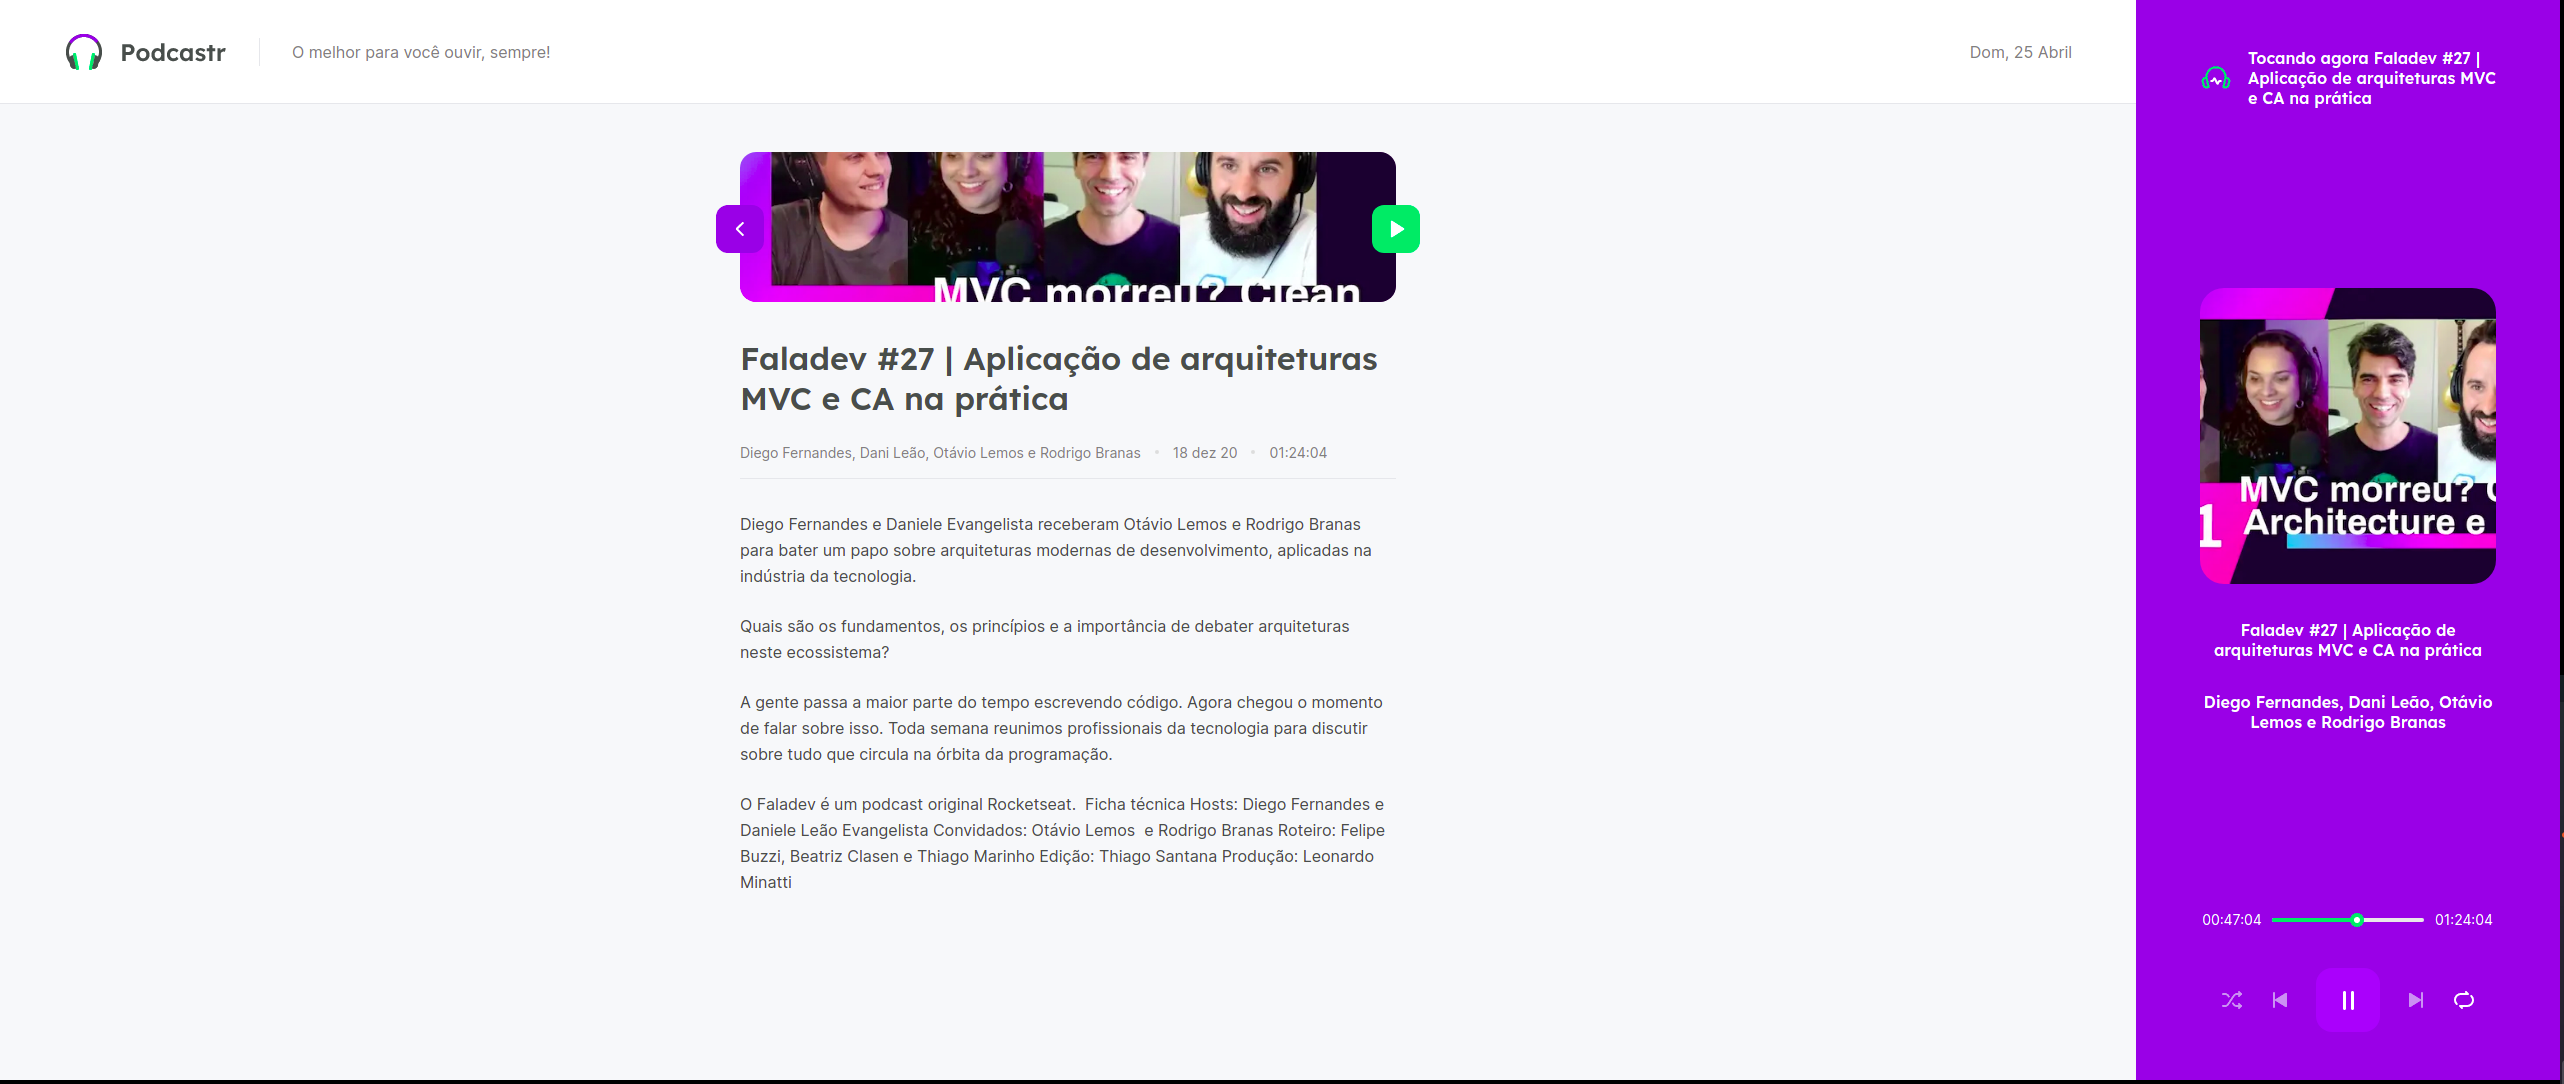 Podcastr
O melhor para você ouvir, sempre!
Dom, 25 Abril
MVC morreu? Clean
Faladev #27 | Aplicação de arquiteturas
MVC e CA na prática
Diego Fernandes, Dani Leão, Otávio Lemos e Rodrigo Branas • 18 dez 20 • 01:24:04
Diego Fernandes e Daniele Evangelista receberam Otávio Lemos e Rodrigo Branas
para bater um papo sobre arquiteturas modernas de desenvolvimento, aplicadas na
indústria da tecnologia.
Quais são os fundamentos, os princípios e a importância de debater arquiteturas
neste ecossistema?
A gente passa a maior parte do tempo escrevendo código. Agora chegou o momento
de falar sobre isso. Toda semana reunimos profissionais da tecnologia para discutir
sobre tudo que circula na órbita da programação.
O Faladev é um podcast original Rocketseat.  Ficha técnica Hosts: Diego Fernandes e
Daniele Leão Evangelista Convidados: Otávio Lemos  e Rodrigo Branas Roteiro: Felipe
Buzzi, Beatriz Clasen e Thiago Marinho Edição: Thiago Santana Produção: Leonardo
Minatti
Tocando agora Faladev #27 |
Aplicação de arquiteturas MVC
e CA na prática
MVC morreu? C
1 Architecture e
Faladev #27 | Aplicação de
arquiteturas MVC e CA na prática
Diego Fernandes, Dani Leão, Otávio
Lemos e Rodrigo Branas
00:47:04
01:24:04